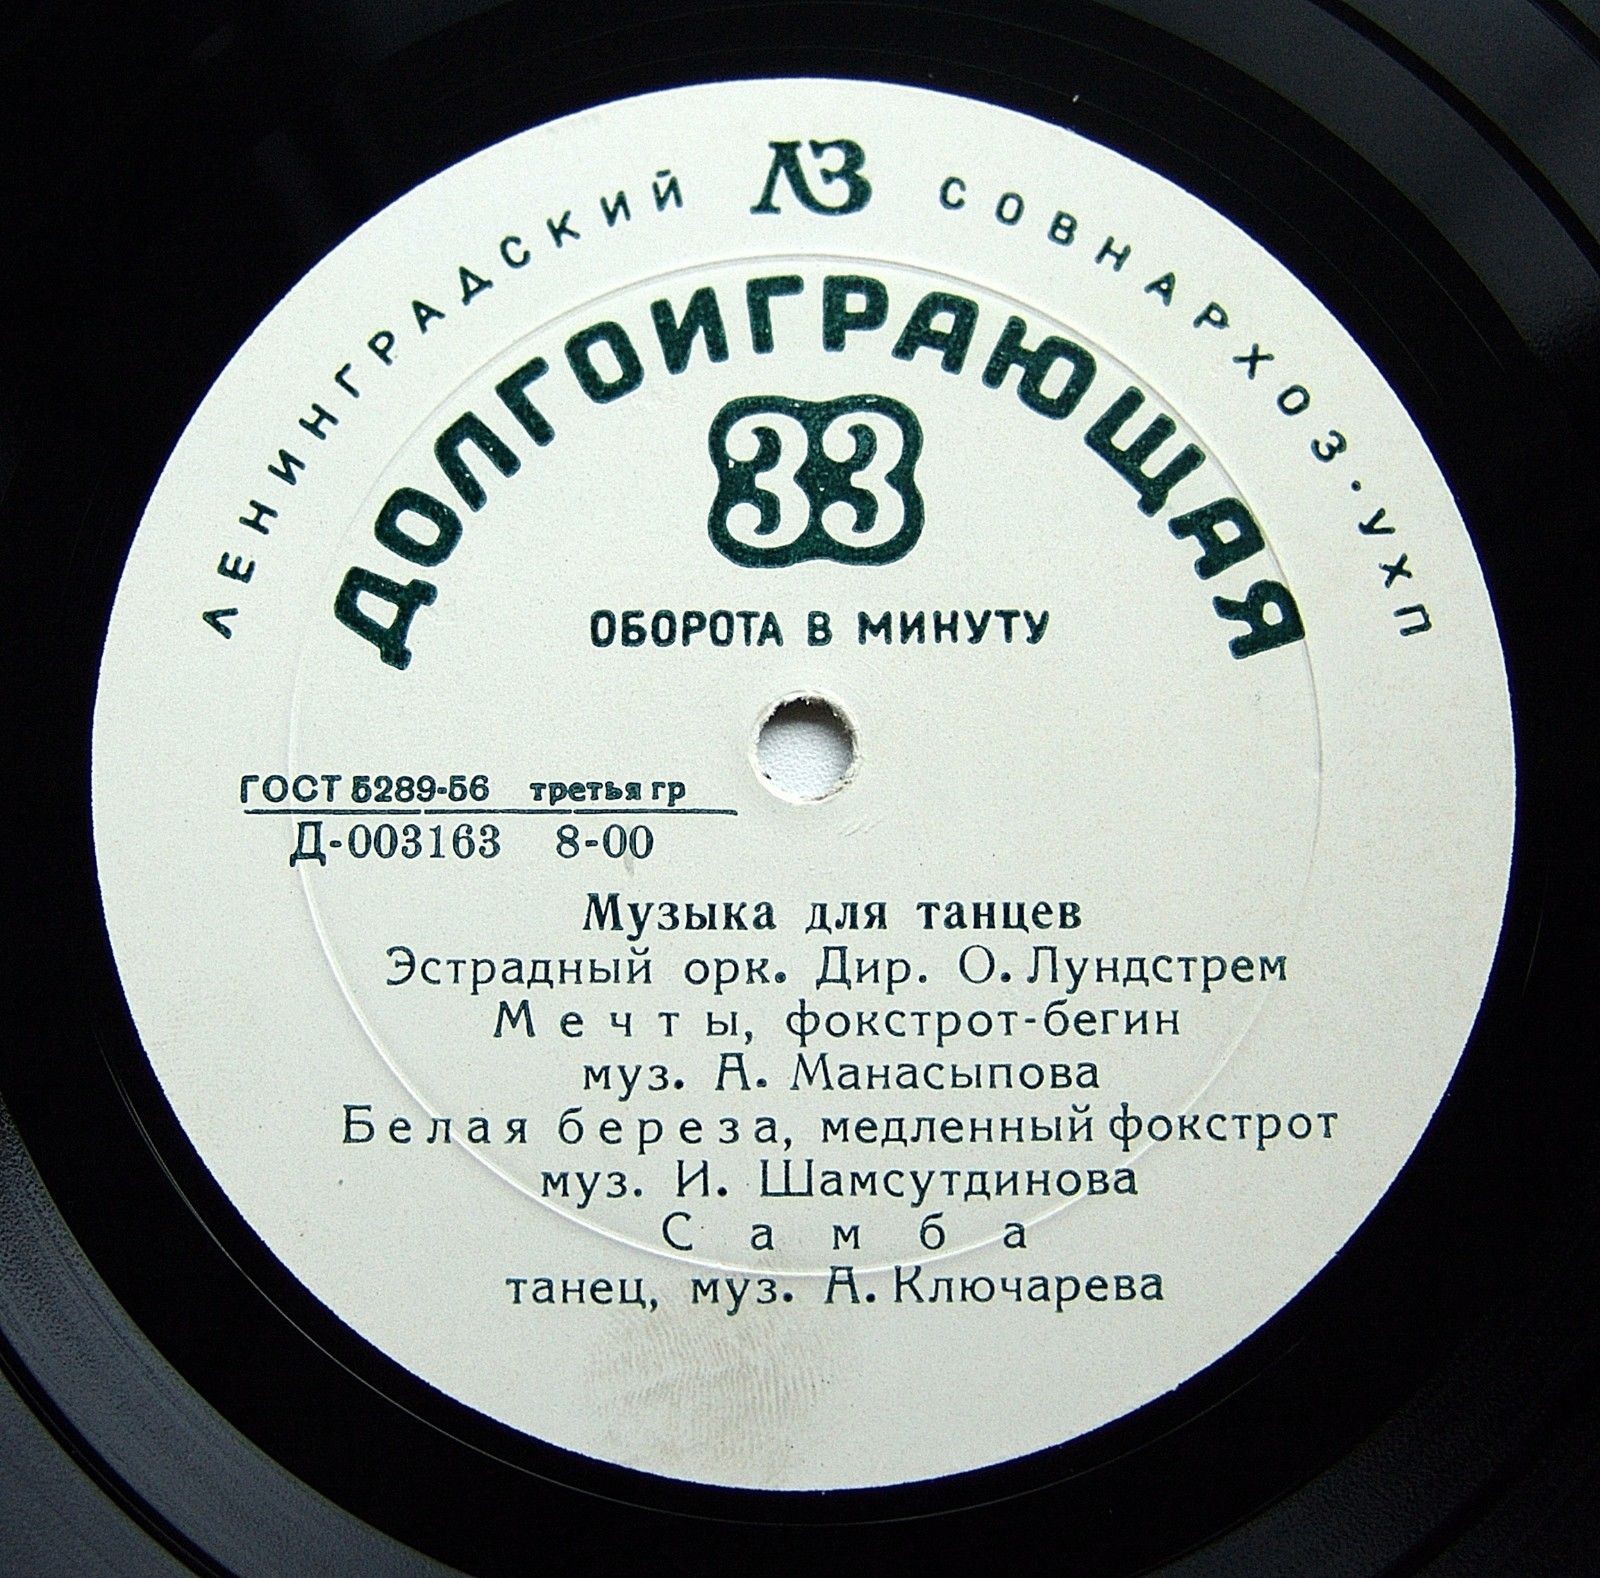 ЛЕНИНГРАДСКИЙ ЛЗ СОВНАРХОЗ · УХП
ДОЛГОИГРАЮЩАЯ
33
ОБОРОТА В МИНУТУ
ГОСТ 5289-56 третья гр
Д-003163 8-00
Музыка для танцев
Эстрадный орк. Дир. О. Лундстрем
Мечты, фокстрот-бегин
муз. А. Манасыпова
Белая береза, медленный фокстрот
муз. И. Шамсутдинова
Самба
танец, муз. А. Ключарева